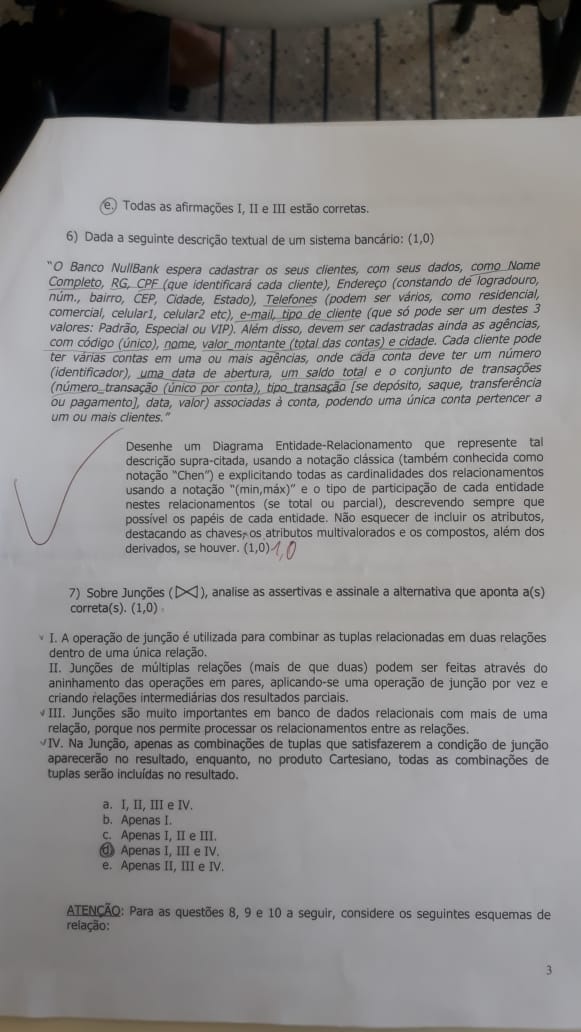 e. Todas as afirmações I, II e III estão corretas.
6) Dada a seguinte descrição textual de um sistema bancário: (1,0)
"O Banco NullBank espera cadastrar os seus clientes, com seus dados, como Nome
Completo, RG, CPF (que identificará cada cliente), Endereço (constando de logradouro,
núm., bairro, CEP, Cidade, Estado), Telefones (podem ser vários, como residencial,
comercial, celular1, celular2 etc), e-mail, tipo de cliente (que só pode ser um destes 3
valores: Padrão, Especial ou VIP). Além disso, devem ser cadastradas ainda as agências,
com código (único), nome, valor_montante (total das contas) e cidade. Cada cliente pode
ter várias contas em uma ou mais agências, onde cada conta deve ter um número
(identificador), uma data de abertura, um saldo total e o conjunto de transações
(número_transação (único por conta), tipo_transação [se depósito, saque, transferência
ou pagamento], data, valor) associadas à conta, podendo uma única conta pertencer a
um ou mais clientes."
Desenhe um Diagrama Entidade-Relacionamento que represente tal
descrição supra-citada, usando a notação clássica (também conhecida como
notação "Chen") e explicitando todas as cardinalidades dos relacionamentos
usando a notação "(min,máx)" e o tipo de participação de cada entidade
nestes relacionamentos (se total ou parcial), descrevendo sempre que
possível os papéis de cada entidade. Não esquecer de incluir os atributos,
destacando as chaves, os atributos multivalorados e os compostos, além dos
derivados, se houver. (1,0) 1,0
7) Sobre Junções (⋈), analise as assertivas e assinale a alternativa que aponta a(s)
correta(s). (1,0)
v I. A operação de junção é utilizada para combinar as tuplas relacionadas em duas relações
dentro de uma única relação.
II. Junções de múltiplas relações (mais de que duas) podem ser feitas através do
aninhamento das operações em pares, aplicando-se uma operação de junção por vez e
criando relações intermediárias dos resultados parciais.
v III. Junções são muito importantes em banco de dados relacionais com mais de uma
relação, porque nos permite processar os relacionamentos entre as relações.
v IV. Na Junção, apenas as combinações de tuplas que satisfazerem a condição de junção
aparecerão no resultado, enquanto, no produto Cartesiano, todas as combinações de
tuplas serão incluídas no resultado.
a. I, II, III e IV.
b. Apenas I.
c. Apenas I, II e III.
d. Apenas I, III e IV.
e. Apenas II, III e IV.
ATENÇÃO: Para as questões 8, 9 e 10 a seguir, considere os seguintes esquemas de
relação:
3